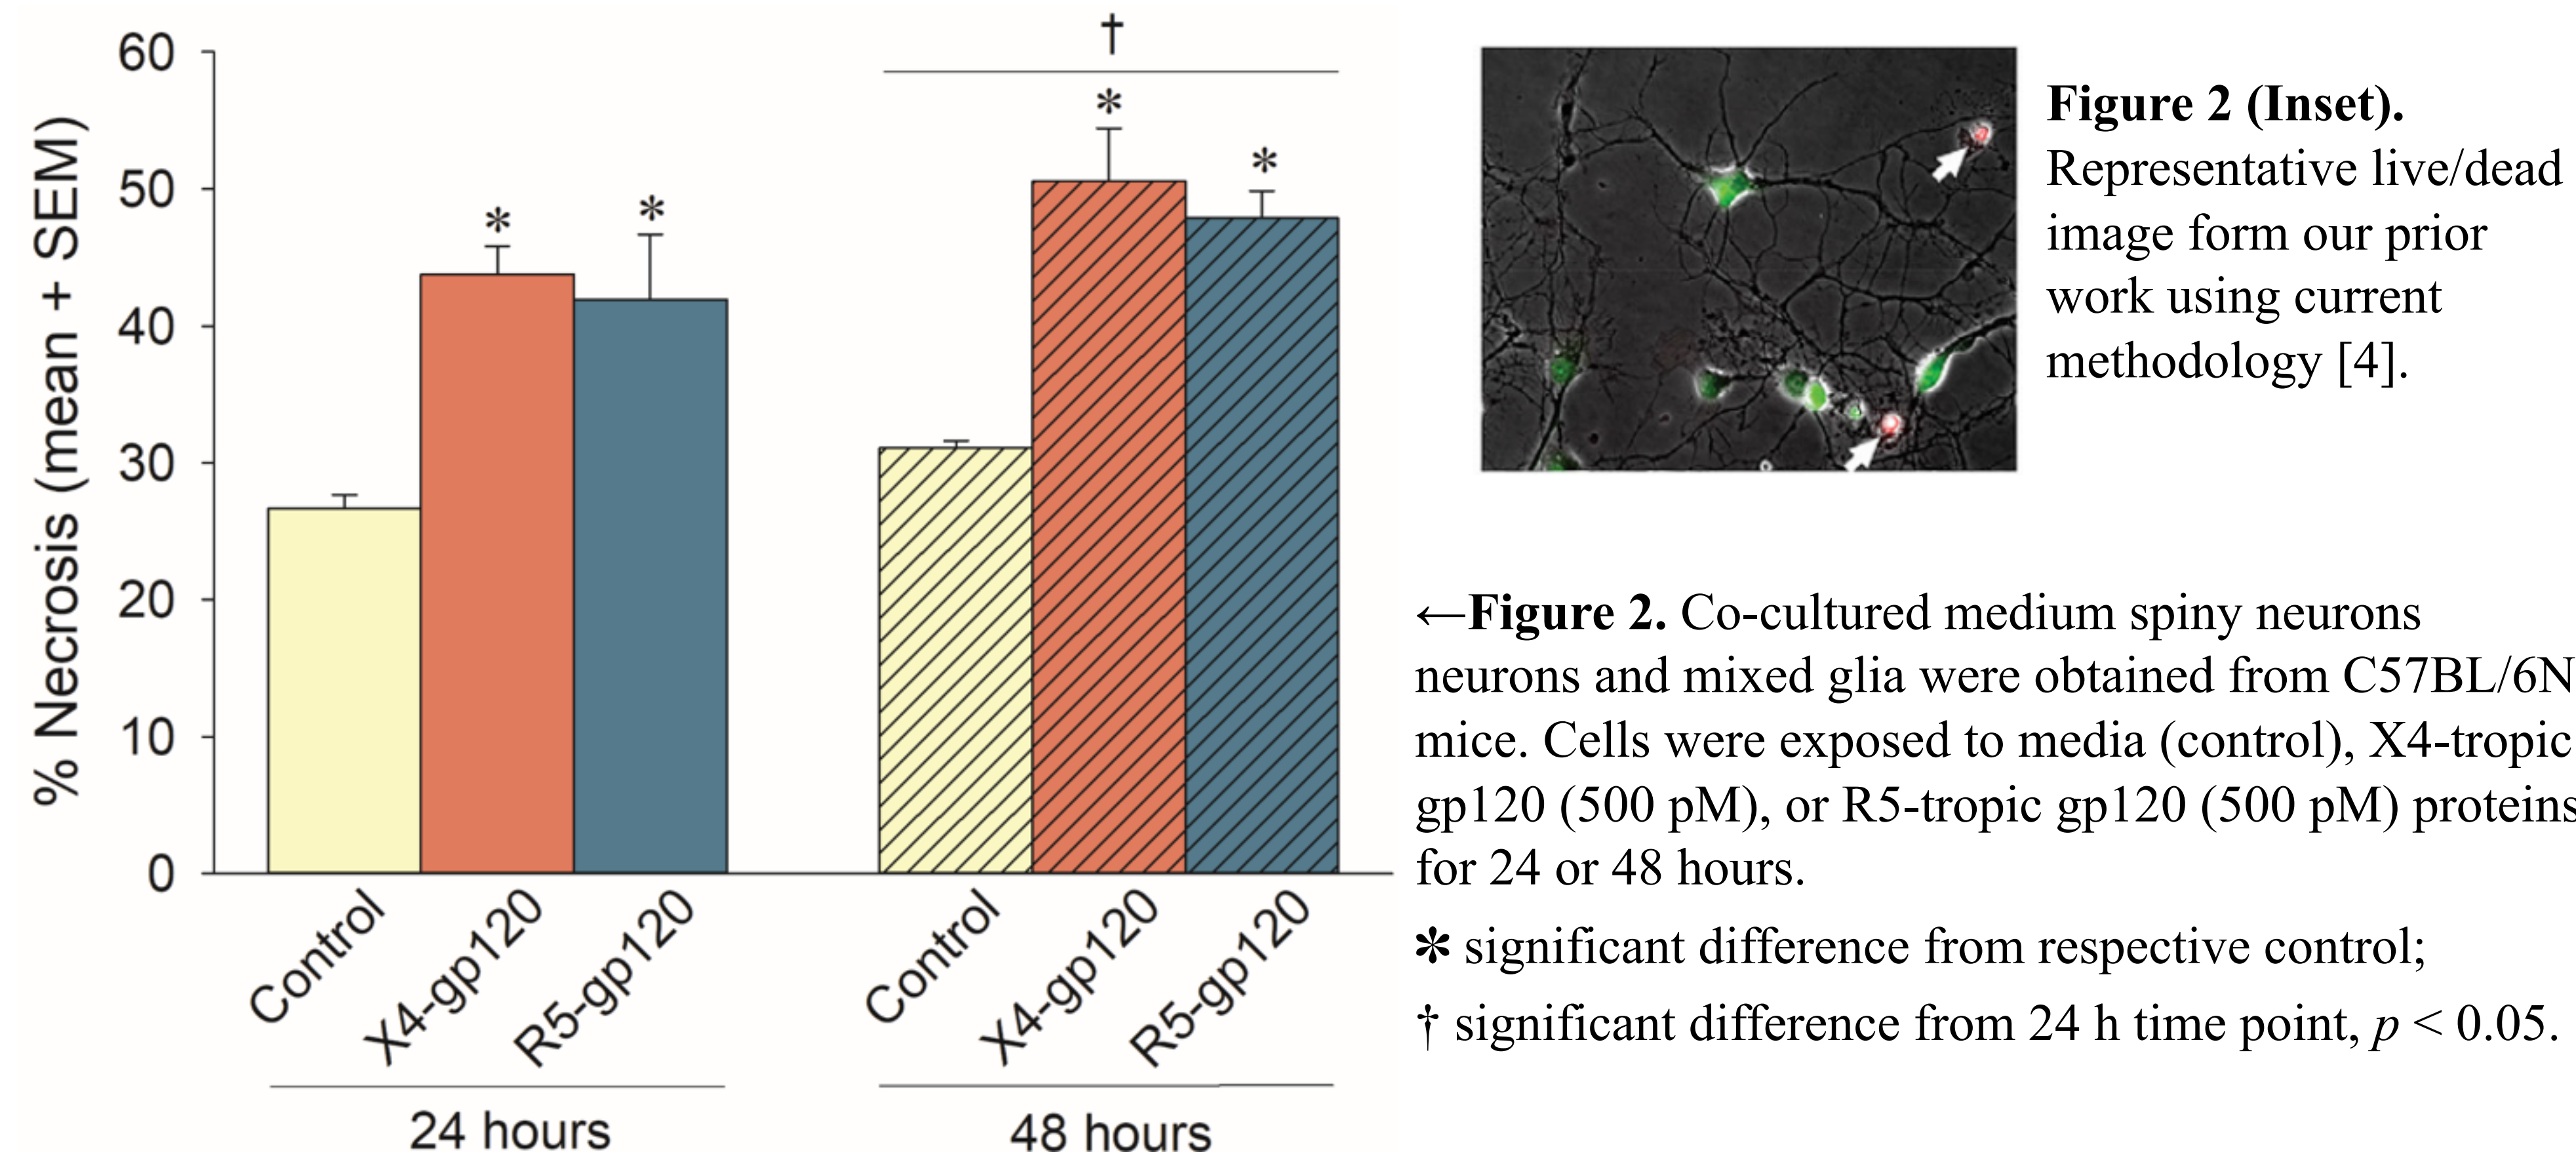 % Necrosis (mean + SEM)
60
50
40
30
20
10
0
†
*
*
*
*
Control
X4-gp120
R5-gp120
Control
X4-gp120
R5-gp120
24 hours
48 hours
Figure 2 (Inset).
Representative live/dead
image form our prior
work using current
methodology [4].
←Figure 2. Co-cultured medium spiny neurons
neurons and mixed glia were obtained from C57BL/6N
mice. Cells were exposed to media (control), X4-tropic
gp120 (500 pM), or R5-tropic gp120 (500 pM) proteins
for 24 or 48 hours.
* significant difference from respective control;
† significant difference from 24 h time point, p < 0.05.